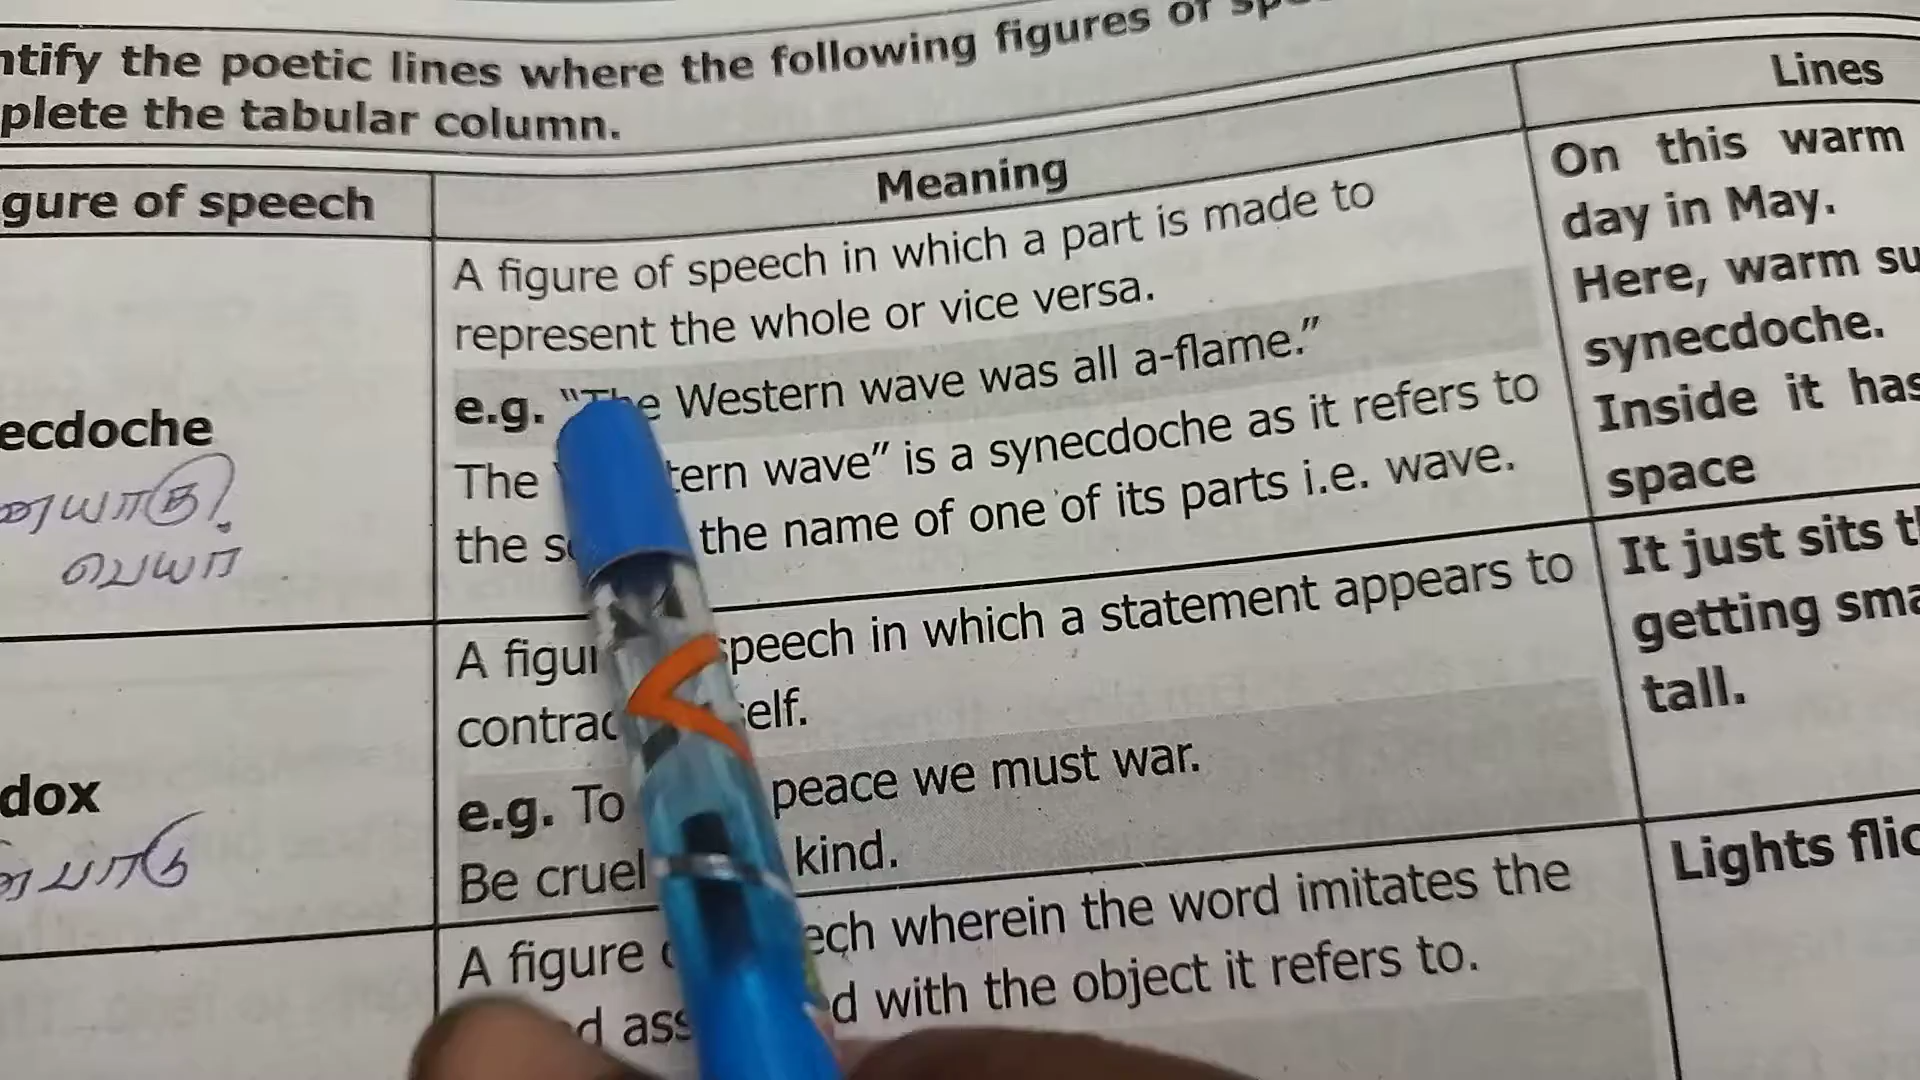 ntify the poetic lines where the following figures of
plete the tabular column.
gure of speech
Meaning
Lines
ecdoche
A figure of speech in which a part is made to
represent the whole or vice versa.
e.g. “The Western wave was all a-flame.”
The tern wave” is a synecdoche as it refers to
the the name of one of its parts i.e. wave.
On this warm
day in May.
Here, warm su
synecdoche.
Inside it has
space
பெயர
dox
A figu speech in which a statement appears to
contrac elf.
e.g. To peace we must war.
Be cruel kind.
It just sits t
getting sma
tall.
A figure ech wherein the word imitates the
d ass d with the object it refers to.
Lights flic